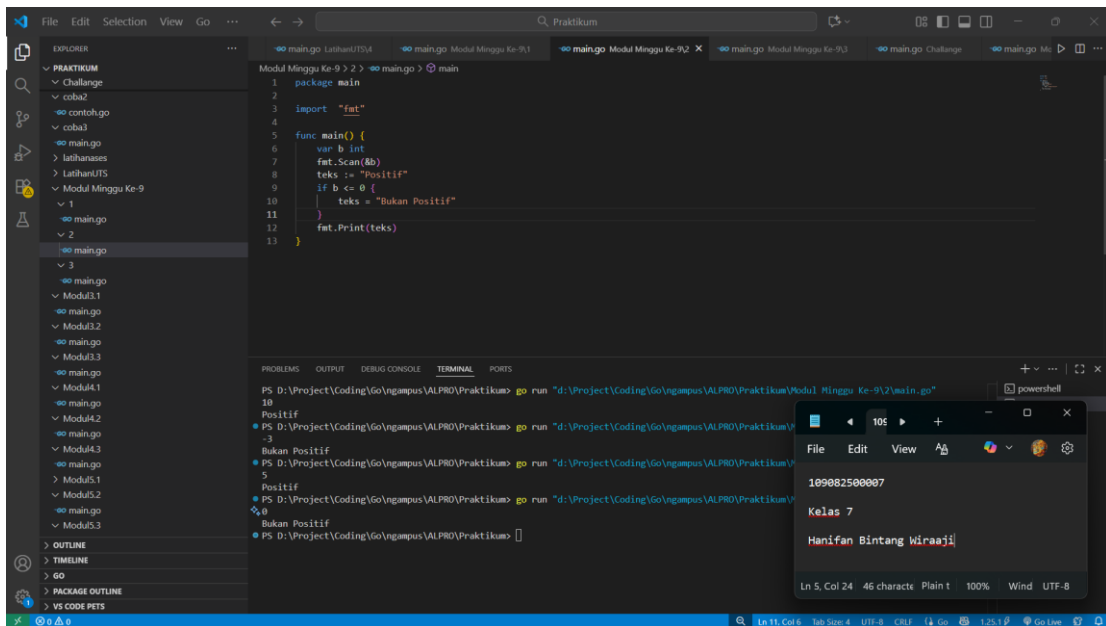 File Edit Selection View Go ... Praktikum
EXPLORER ...
PRAKTIKUM
Challange
coba2
contoh.go
coba3
main.go
latihanases
LatihanUTS
Modul Minggu Ke-9
1
main.go
2
main.go
3
main.go
Modul3.1
main.go
Modul3.2
main.go
Modul3.3
main.go
Modul4.1
main.go
Modul4.2
main.go
Modul4.3
main.go
Modul5.1
Modul5.2
main.go
Modul5.3
OUTLINE
TIMELINE
GO
PACKAGE OUTLINE
VS CODE PETS
main.go LatihanUTS\4 main.go Modul Minggu Ke-9\1 main.go Modul Minggu Ke-9\2 main.go Modul Minggu Ke-9\3 main.go Challange main.go Mo
Modul Minggu Ke-9 > 2 > main.go > main
1 package main
2
3 import "fmt"
4
5 func main() {
6 var b int
7 fmt.Scan(&b)
8 teks := "Positif"
9 if b <= 0 {
10 teks = "Bukan Positif"
11 }
12 fmt.Print(teks)
13 }
PROBLEMS OUTPUT DEBUG CONSOLE TERMINAL PORTS
powershell
PS D:\Project\Coding\Go\ngampus\ALPRO\Praktikum> go run "d:\Project\Coding\Go\ngampus\ALPRO\Praktikum\Modul Minggu Ke-9\2\main.go"
10
Positif
PS D:\Project\Coding\Go\ngampus\ALPRO\Praktikum> go run "d:\Project\Coding\Go\ngampus\ALPRO\Praktikum\M
-3
Bukan Positif
PS D:\Project\Coding\Go\ngampus\ALPRO\Praktikum> go run "d:\Project\Coding\Go\ngampus\ALPRO\Praktikum\M
5
Positif
PS D:\Project\Coding\Go\ngampus\ALPRO\Praktikum> go run "d:\Project\Coding\Go\ngampus\ALPRO\Praktikum\M
0
Bukan Positif
PS D:\Project\Coding\Go\ngampus\ALPRO\Praktikum>
109
File Edit View
109082500007
Kelas 7
Hanifan Bintang Wiraaji
Ln 5, Col 24 46 characte Plain t 100% Wind UTF-8
0 0 Ln 11, Col 6 Tab Size: 4 UTF-8 CRLF Go 1.25.1 Go Live